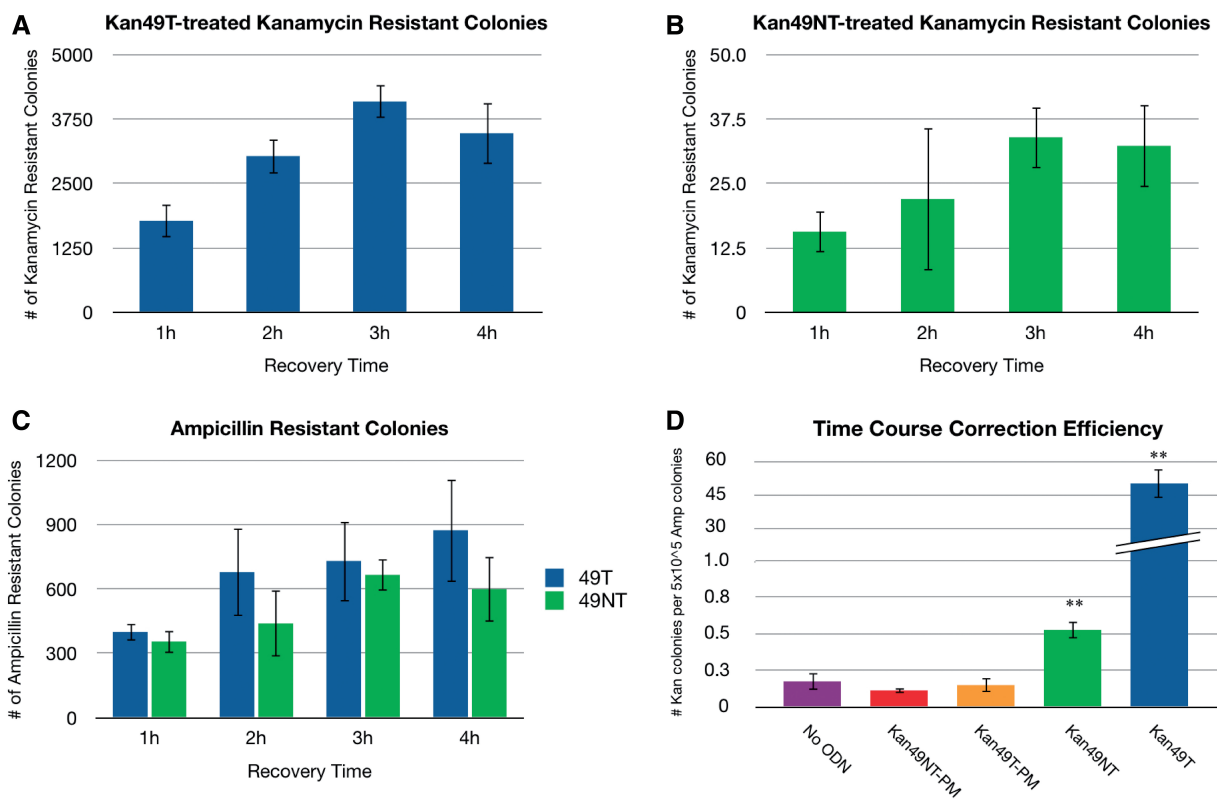 A
Kan49T-treated Kanamycin Resistant Colonies
# of Kanamycin Resistant Colonies
5000
3750
2500
1250
0
1h 2h 3h 4h
Recovery Time
B
Kan49NT-treated Kanamycin Resistant Colonies
# of Kanamycin Resistant Colonies
50.0
37.5
25.0
12.5
0
1h 2h 3h 4h
Recovery Time
C
Ampicillin Resistant Colonies
# of Ampicillin Resistant Colonies
1200
900
600
300
0
1h 2h 3h 4h
Recovery Time
49T
49NT
D
Time Course Correction Efficiency
# Kan colonies per 5x10^5 Amp colonies
60
45
30
1.0
0.8
0.5
0.3
0
**
**
No ODN
Kan49NT-PM
Kan49T-PM
Kan49NT
Kan49T